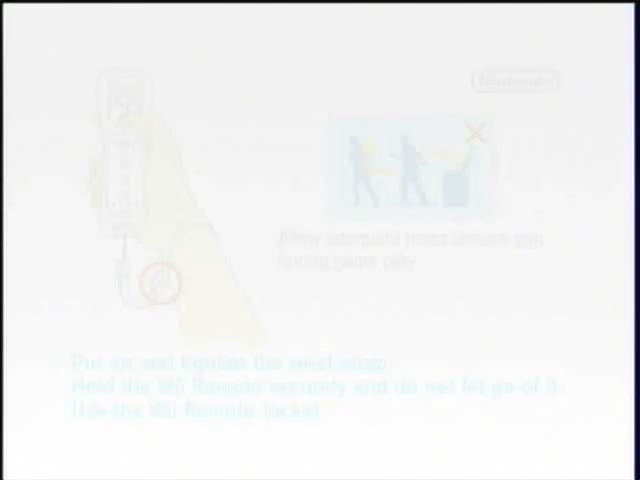 Nintendo
Allow adequate room around you
during game play.
Put on and tighten the wrist strap.
Hold the Wii Remote securely and do not let go of it.
Use the Wii Remote Jacket.